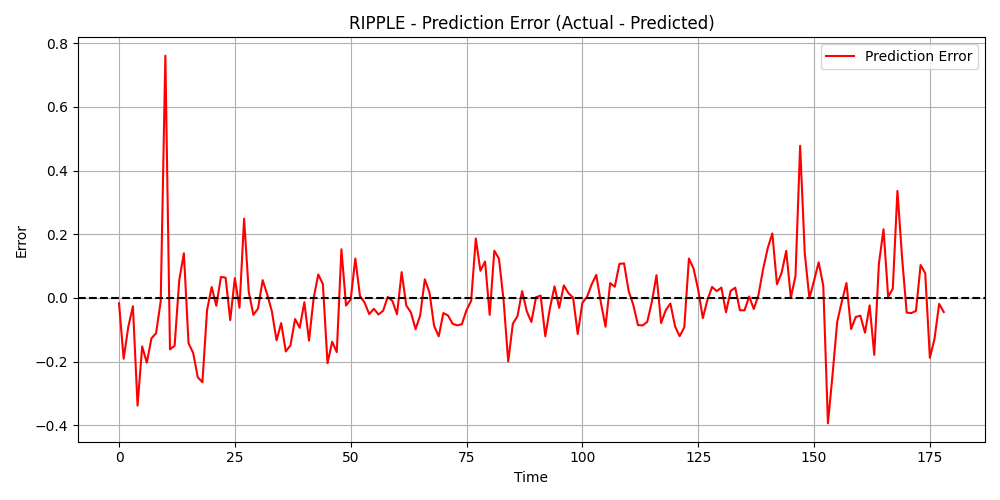 RIPPLE - Prediction Error (Actual - Predicted)
Prediction Error
Error
0.8
0.6
0.4
0.2
0.0
−0.2
−0.4
0 25 50 75 100 125 150 175
Time